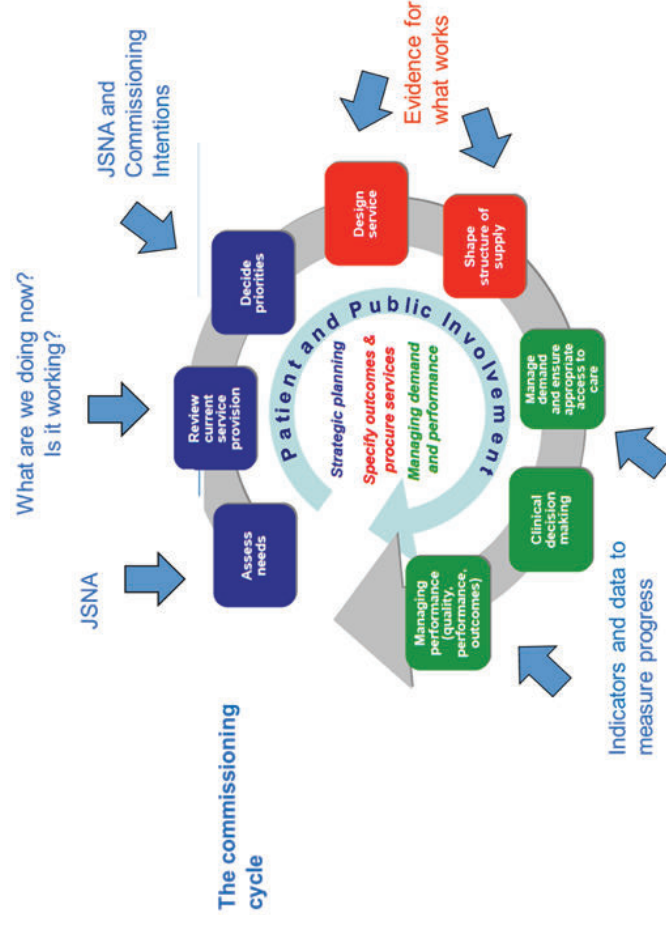 The commissioning
cycle
JSNA
What are we doing now?
Is it working?
JSNA and
Commissioning
Intentions
Evidence for
what works
Indicators and data to
measure progress
Assess
needs
Review
current
service
provision
Decide
priorities
Design
service
Shape
structure of
supply
Manage
demand
and ensure
appropriate
access to
care
Clinical
decision
making
Managing
performance
(quality,
performance,
outcomes)
Patient and Public Involvement
Strategic planning
Specify outcomes &
procure services
Managing demand
and performance